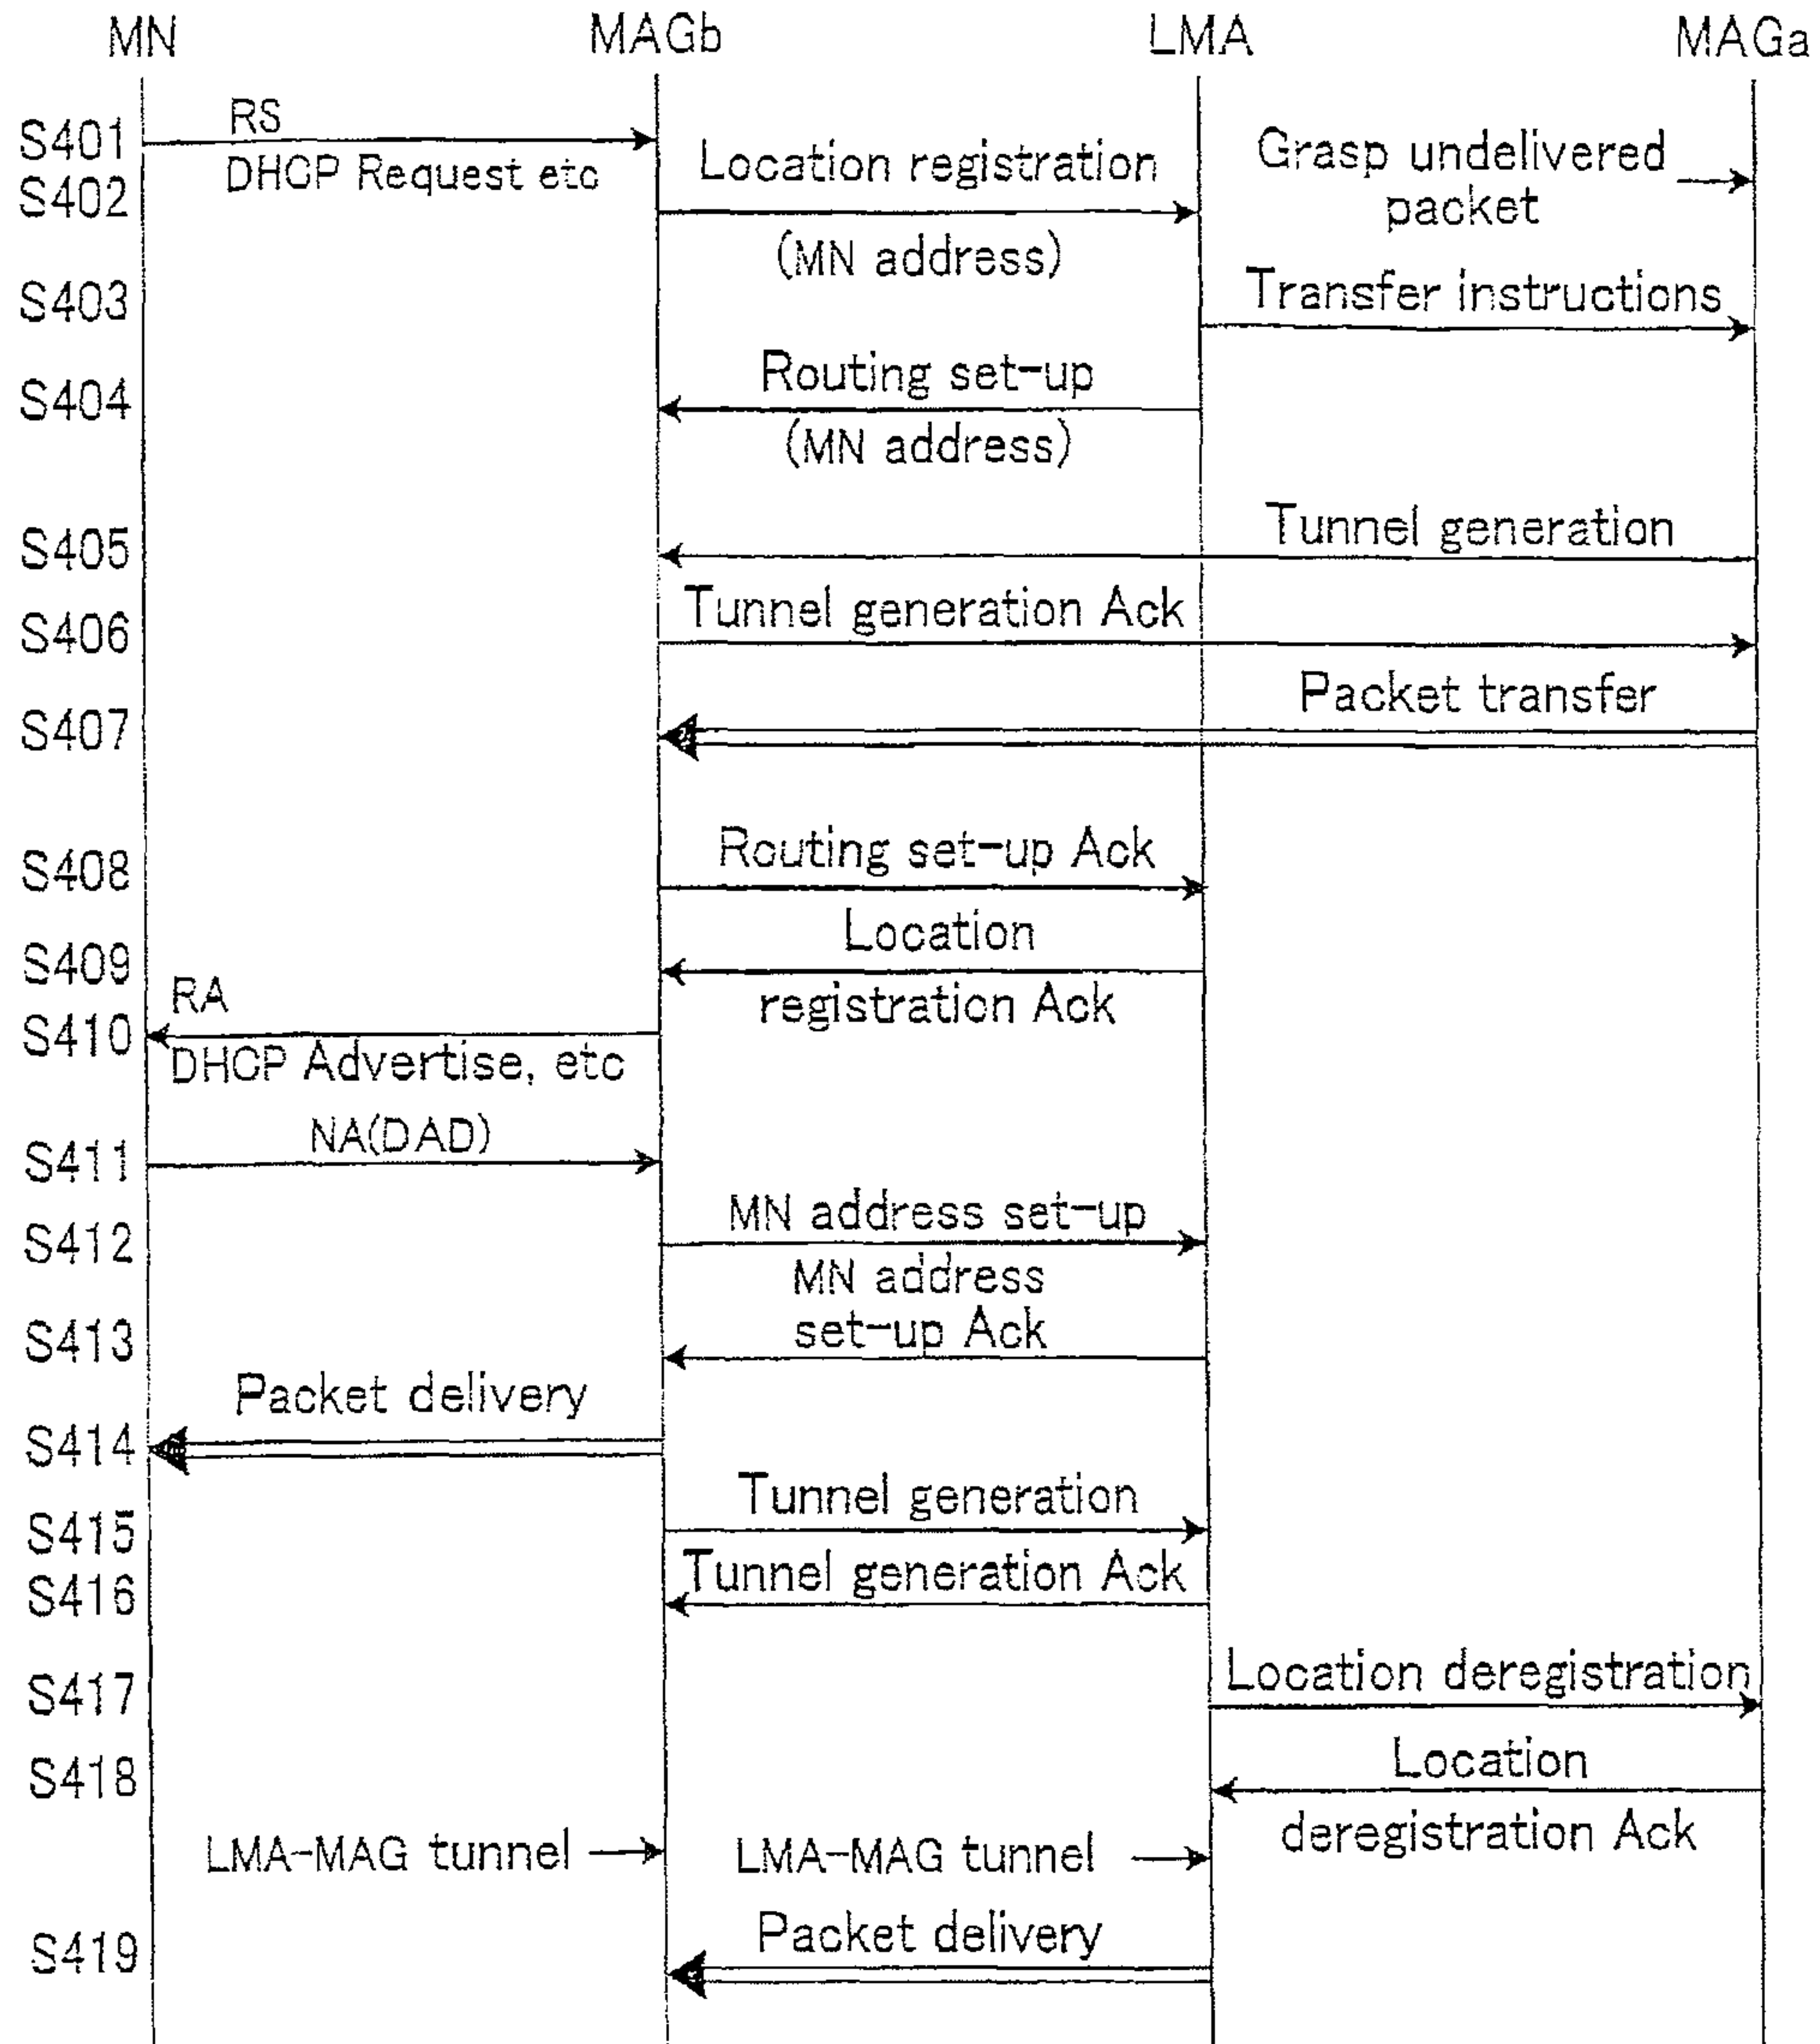 MN
MAGb
LMA
MAGa
S401
RS
DHCP Request etc
S402
Location registration
(MN address)
Grasp undelivered
packet
S403
Transfer instructions
S404
Routing set-up
(MN address)
S405
Tunnel generation
S406
Tunnel generation Ack
S407
Packet transfer
S408
Routing set-up Ack
S409
Location
registration Ack
S410
RA
DHCP Advertise, etc
S411
NA(DAD)
S412
MN address set-up
S413
MN address
set-up Ack
S414
Packet delivery
S415
Tunnel generation
S416
Tunnel generation Ack
S417
Location deregistration
S418
Location
deregistration Ack
LMA-MAG tunnel
LMA-MAG tunnel
S419
Packet delivery